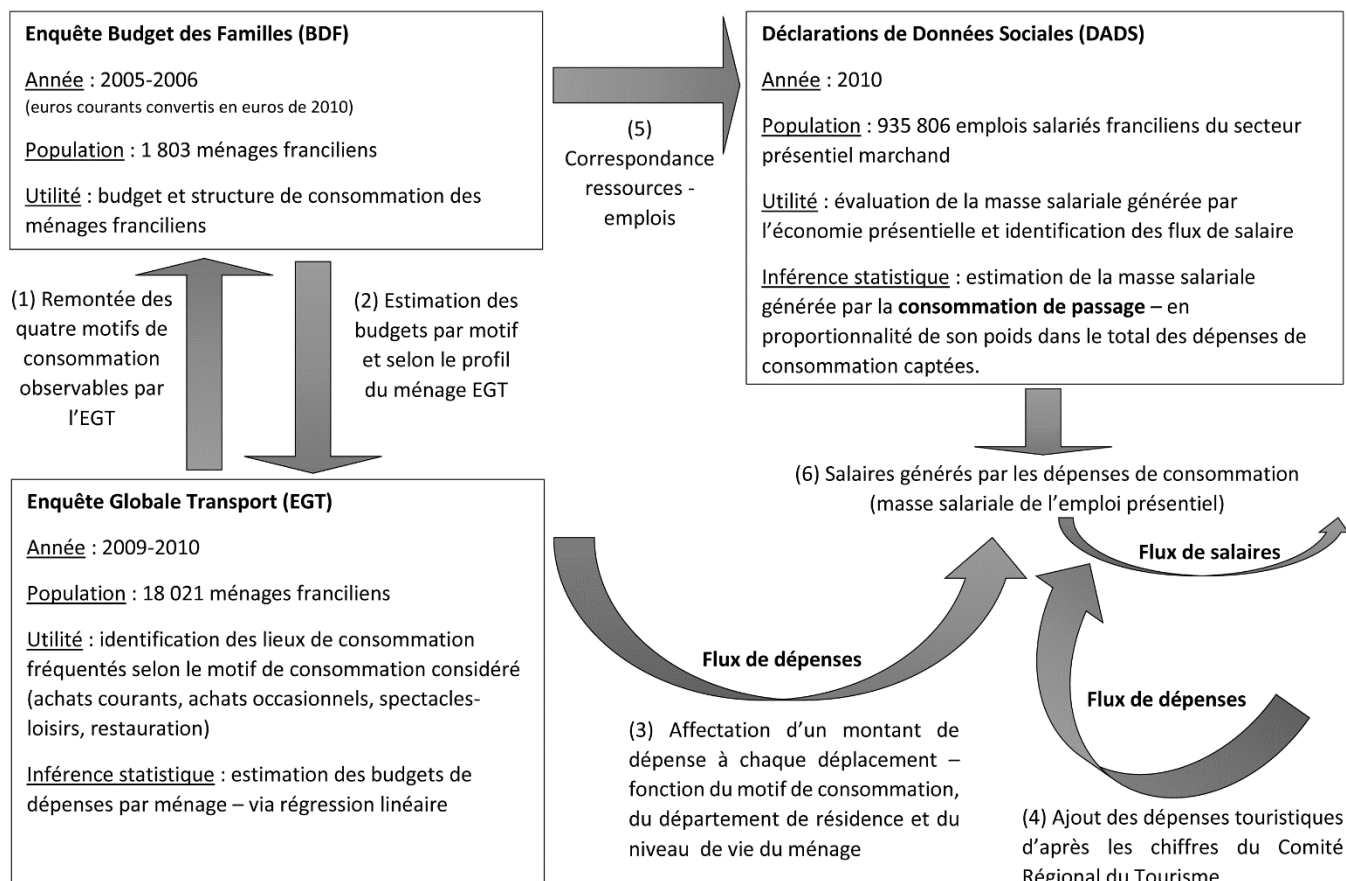 Enquête Budget des Familles (BDF)
Année : 2005-2006
(euros courants convertis en euros de 2010)
Population : 1 803 ménages franciliens
Utilité : budget et structure de consommation des
ménages franciliens
(5)
Correspondance
ressources -
emplois
Déclarations de Données Sociales (DADS)
Année : 2010
Population : 935 806 emplois salariés franciliens du secteur
présentiel marchand
Utilité : évaluation de la masse salariale générée par
l'économie présentielle et identification des flux de salaire
Inférence statistique : estimation de la masse salariale
générée par la consommation de passage – en
proportionnalité de son poids dans le total des dépenses de
consommation captées.
(1) Remontée des
quatre motifs de
consommation
observables par
l'EGT
(2) Estimation des
budgets par motif
et selon le profil
du ménage EGT
Enquête Globale Transport (EGT)
Année : 2009-2010
Population : 18 021 ménages franciliens
Utilité : identification des lieux de consommation
fréquentés selon le motif de consommation considéré
(achats courants, achats occasionnels, spectacles-
loisirs, restauration)
Inférence statistique : estimation des budgets de
dépenses par ménage – via régression linéaire
(6) Salaires générés par les dépenses de consommation
(masse salariale de l'emploi présentiel)
Flux de salaires
Flux de dépenses
(3) Affectation d'un montant de
dépense à chaque déplacement –
fonction du motif de consommation,
du département de résidence et du
niveau de vie du ménage
Flux de dépenses
(4) Ajout des dépenses touristiques
d'après les chiffres du Comité
Régional du Tourisme